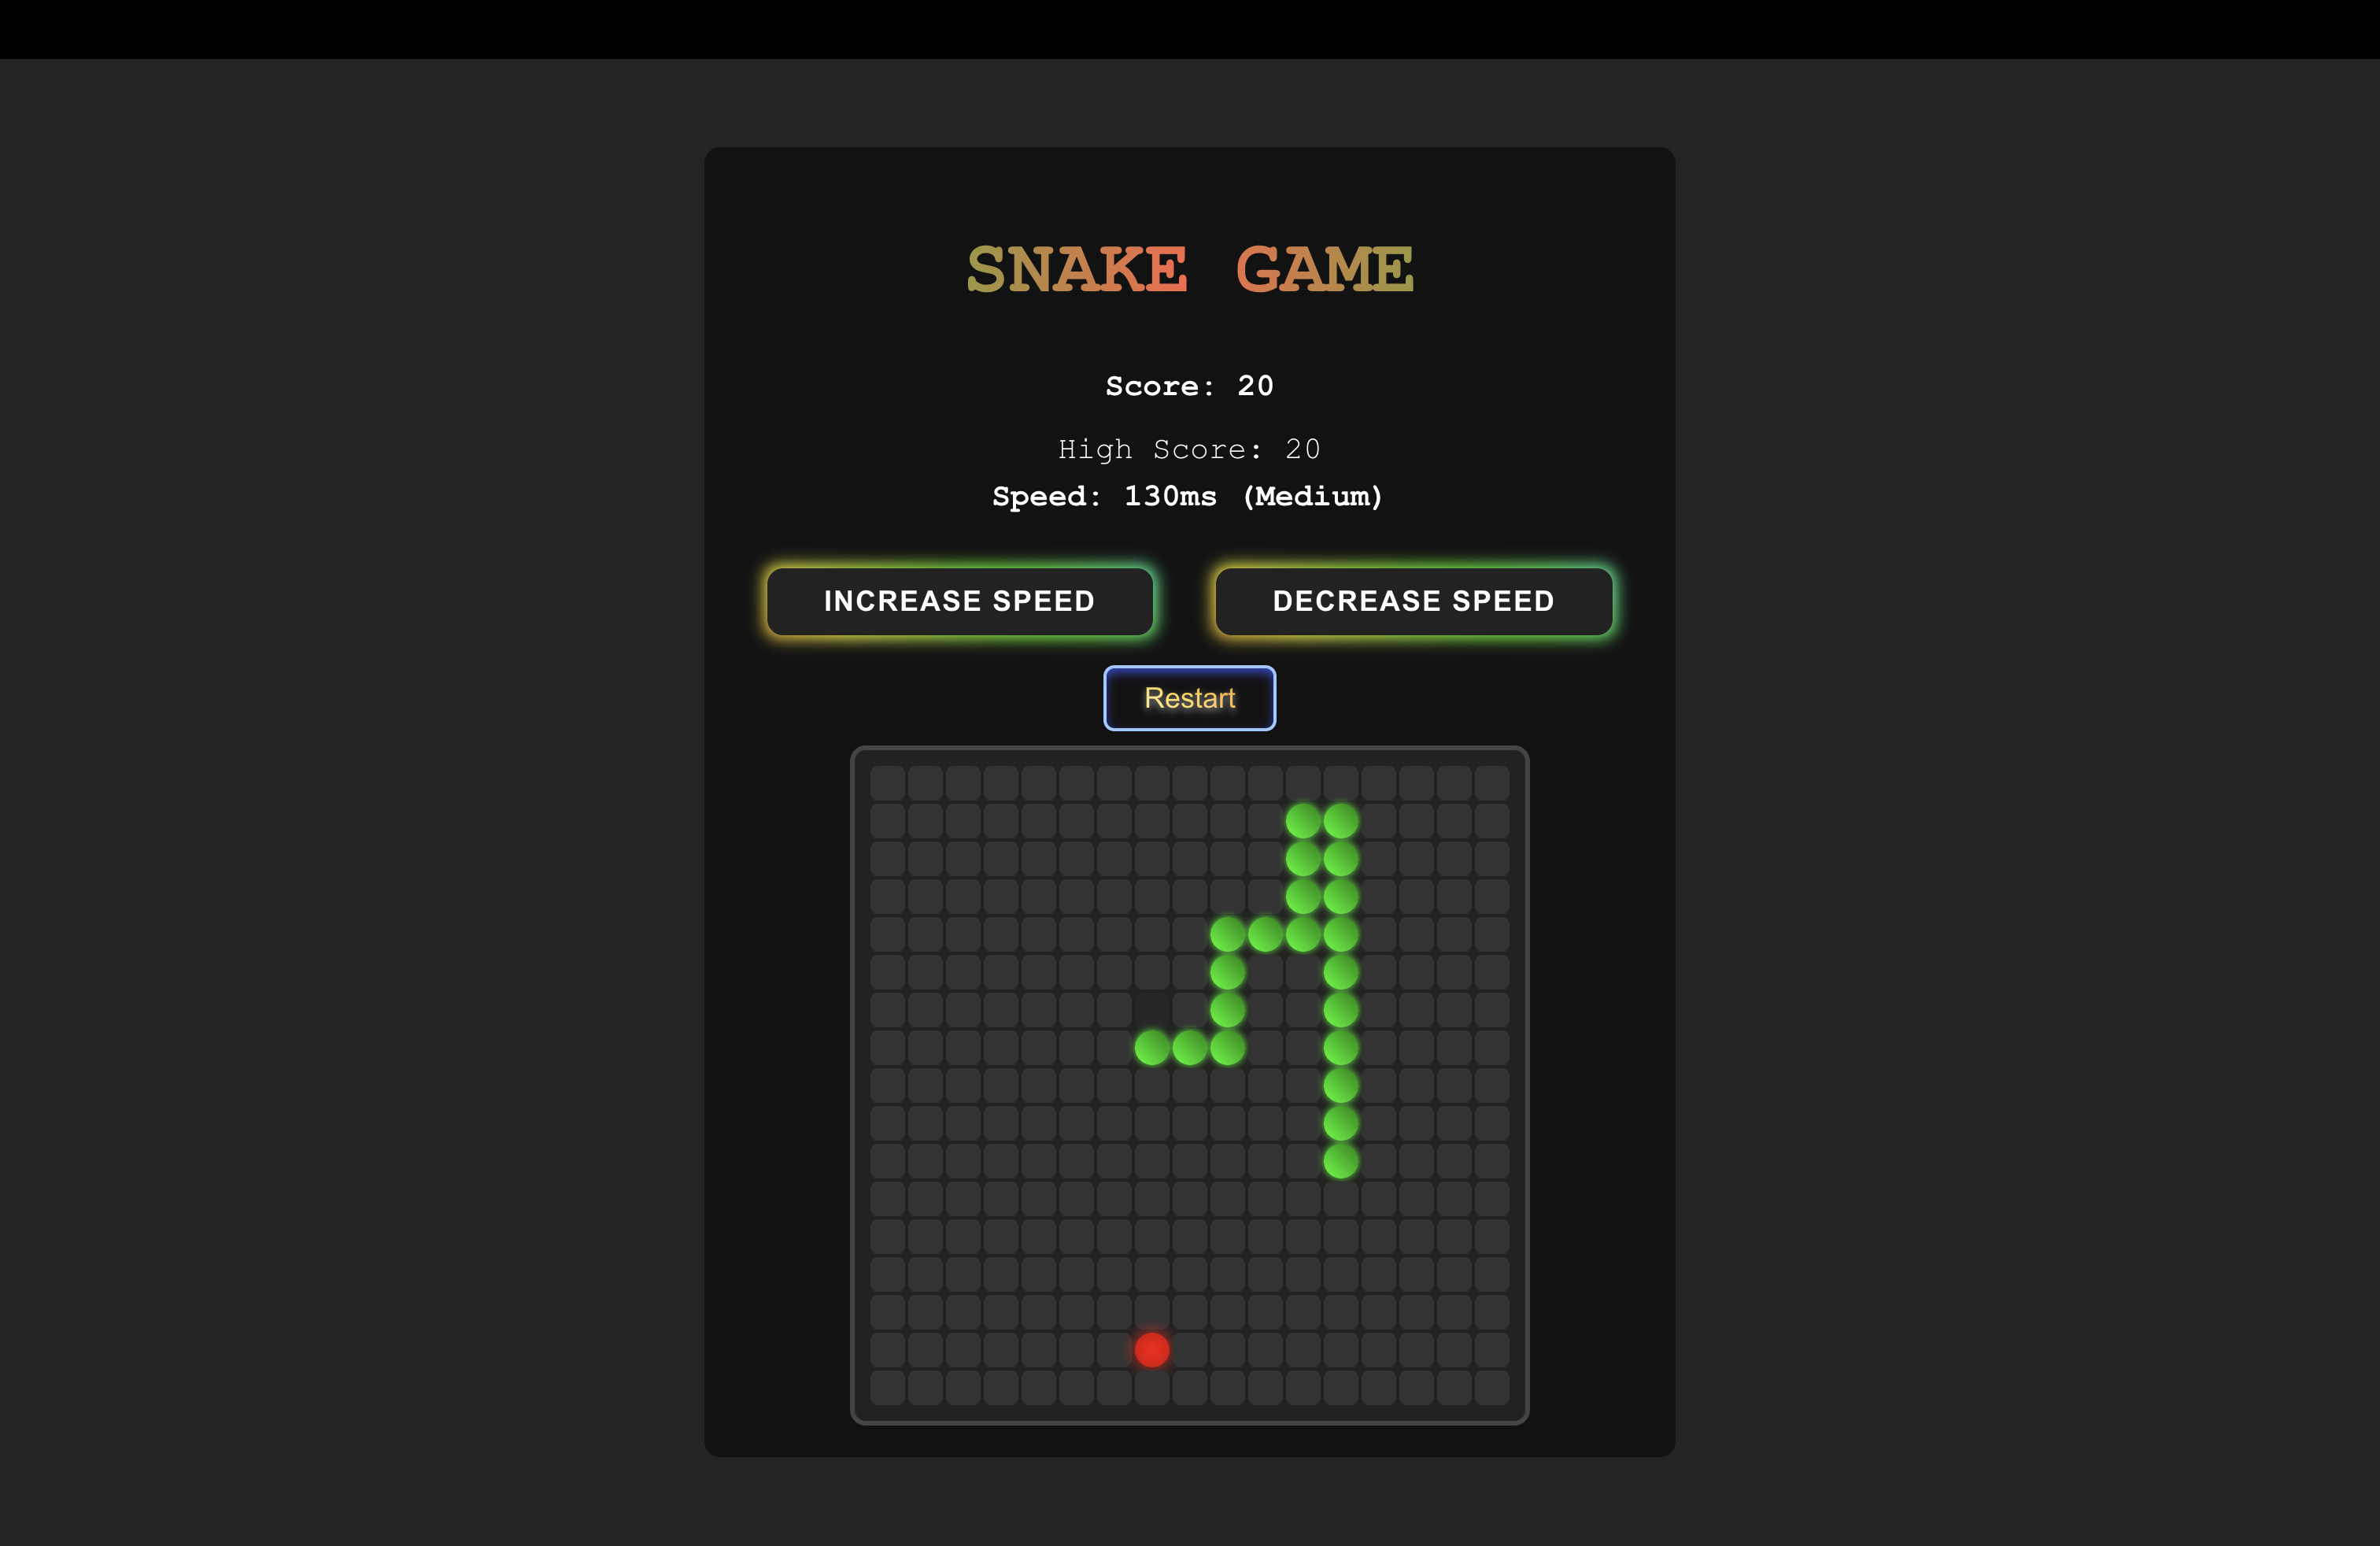 SNAKE GAME
Score: 20
High Score: 20
Speed: 130ms (Medium)
INCREASE SPEED
DECREASE SPEED
Restart